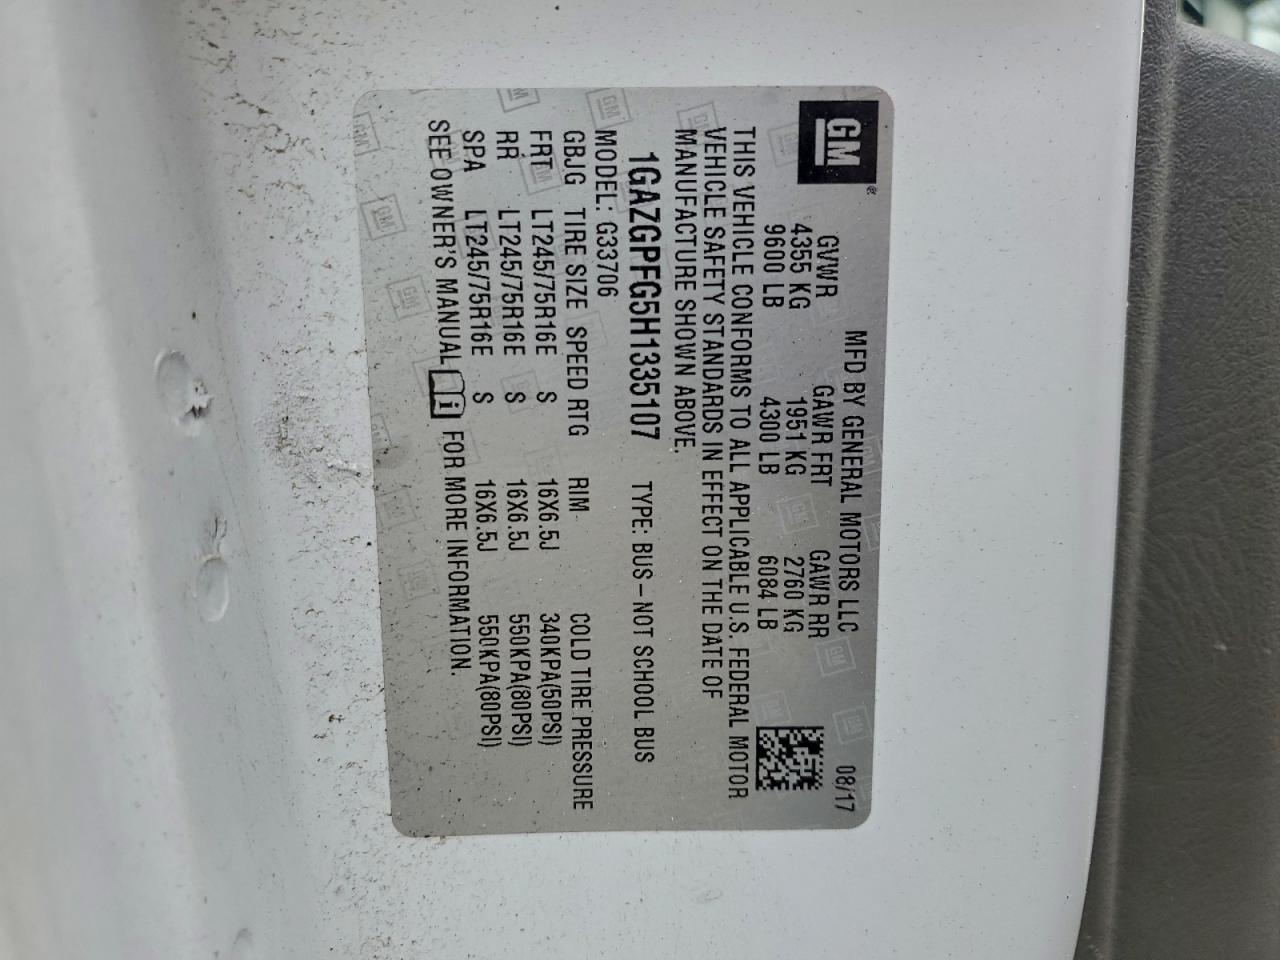 GM®
MFD BY GENERAL MOTORS LLC 08/17
GVWR GAWR FRT GAWR RR
4355 KG 1951 KG 2760 KG
9600 LB 4300 LB 6084 LB
THIS VEHICLE CONFORMS TO ALL APPLICABLE U.S. FEDERAL MOTOR
VEHICLE SAFETY STANDARDS IN EFFECT ON THE DATE OF
MANUFACTURE SHOWN ABOVE.
1GAZGPFG5H1335107 TYPE: BUS – NOT SCHOOL BUS
MODEL: G33706
GBJG TIRE SIZE SPEED RTG RIM COLD TIRE PRESSURE
FRT LT245/75R16E S 16X6.5J 340KPA(50PSI)
RR LT245/75R16E S 16X6.5J 550KPA(80PSI)
SPA LT245/75R16E S 16X6.5J 550KPA(80PSI)
SEE OWNER'S MANUAL i FOR MORE INFORMATION.